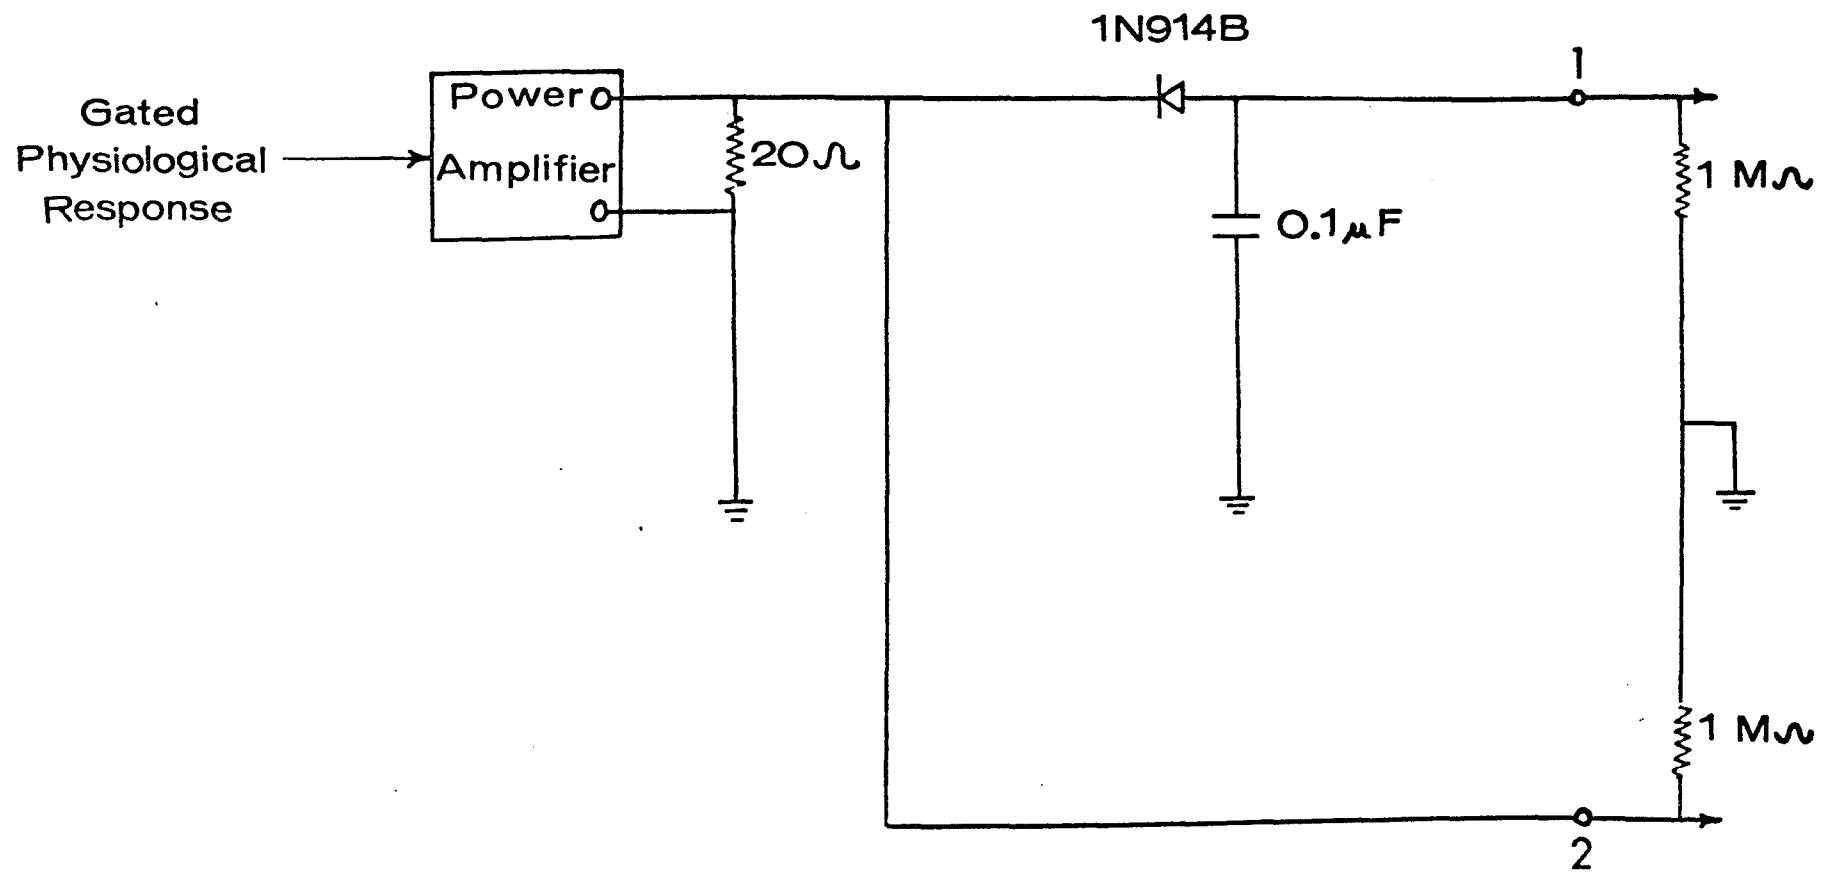 1N914B
1
Gated
Physiological
Response
Power
Amplifier
20Ω
0.1μF
1 MΩ
1 MΩ
2